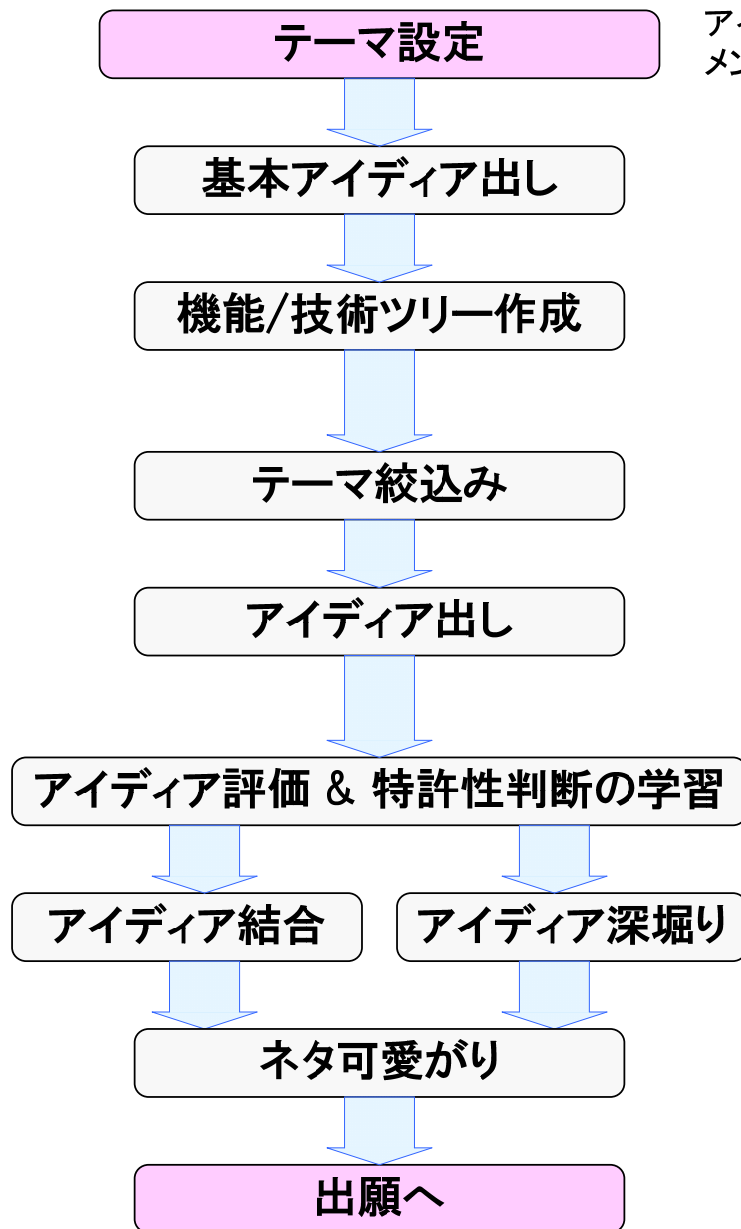 テーマ設定
基本アイディア出し
機能/技術ツリー作成
テーマ絞込み
アイディア出し
アイディア評価 & 特許性判断の学習
アイディア結合
アイディア深堀り
ネタ可愛がり
出願へ